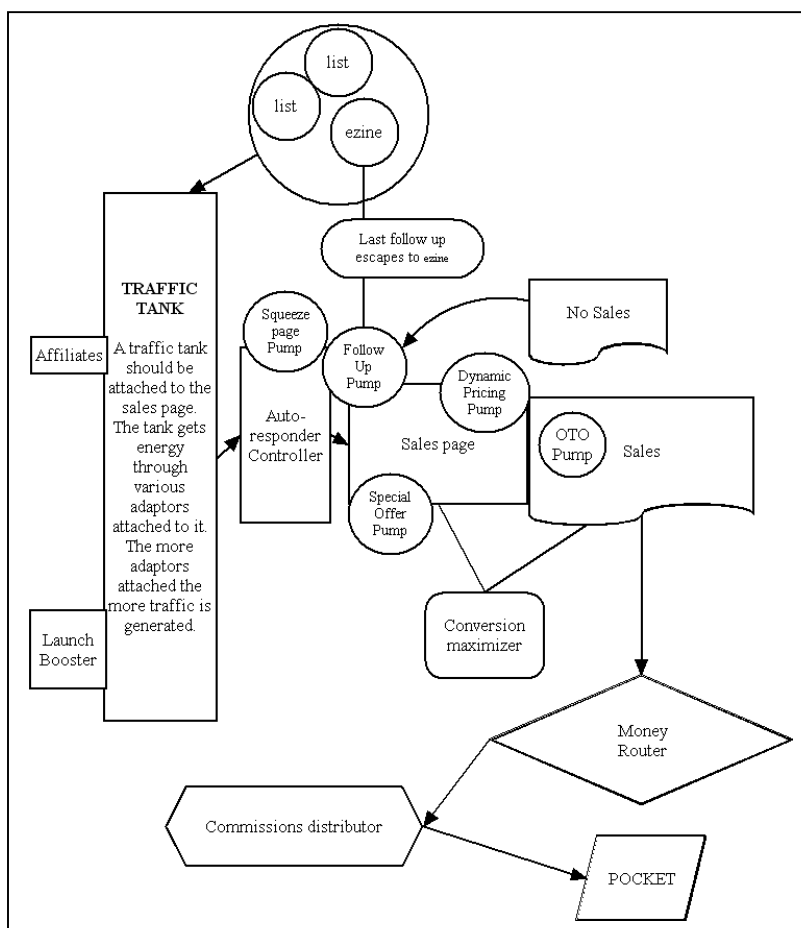 list
list
ezine
Last follow up
escapes to ezine
TRAFFIC
TANK
A traffic tank
should be
attached to the
sales page.
The tank gets
energy
through
various
adaptors
attached to it.
The more
adaptors
attached the
more traffic is
generated.
Affiliates
Launch
Booster
Squeeze
page
Pump
Auto-
responder
Controller
Follow
Up
Pump
No Sales
Dynamic
Pricing
Pump
Sales page
Special
Offer
Pump
OTO
Pump
Sales
Conversion
maximizer
Money
Router
Commissions distributor
POCKET